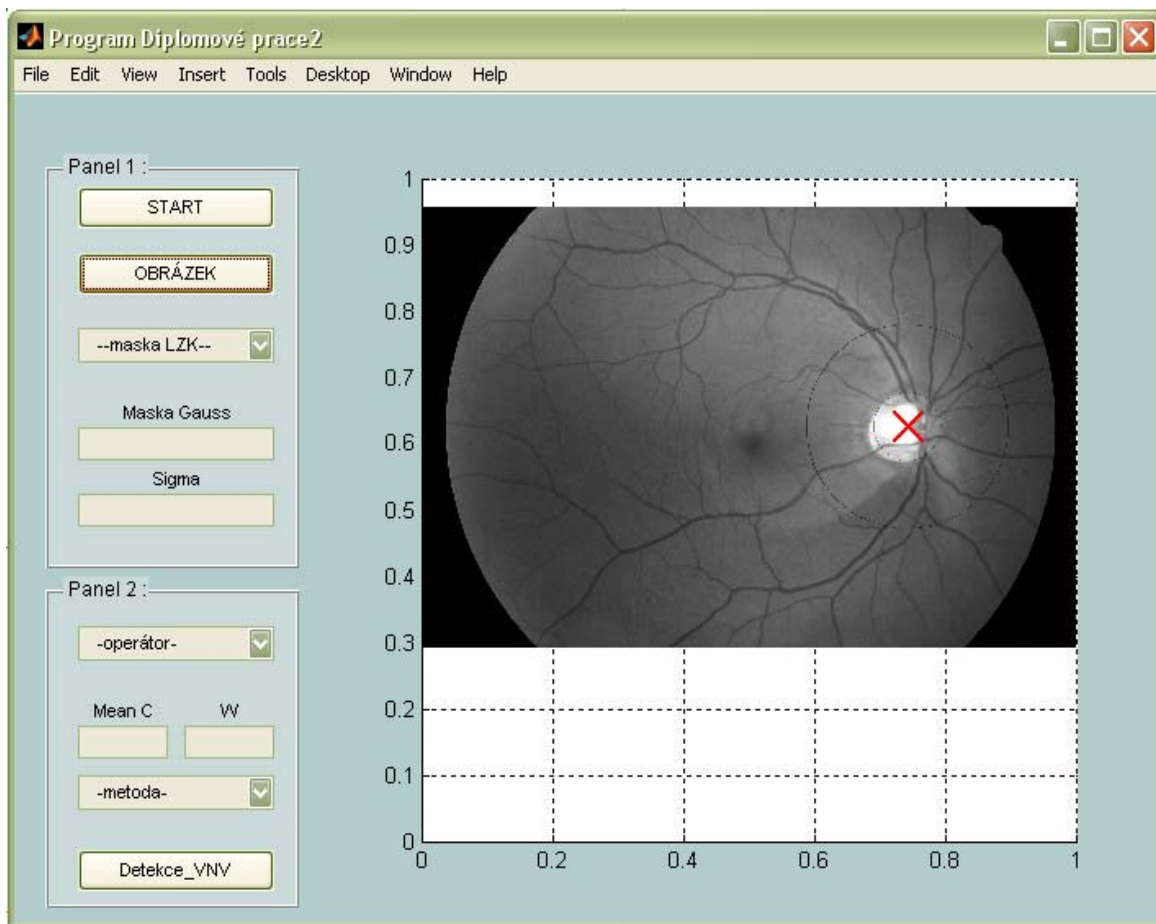 Program Diplomové prace2
File Edit View Insert Tools Desktop Window Help
Panel 1 :
START
OBRÁZEK
--maska LZK--
Maska Gauss
Sigma
Panel 2 :
-operátor-
Mean C W
-metoda-
Detekce_VNV
1
0.9
0.8
0.7
0.6
0.5
0.4
0.3
0.2
0.1
0
0 0.2 0.4 0.6 0.8 1